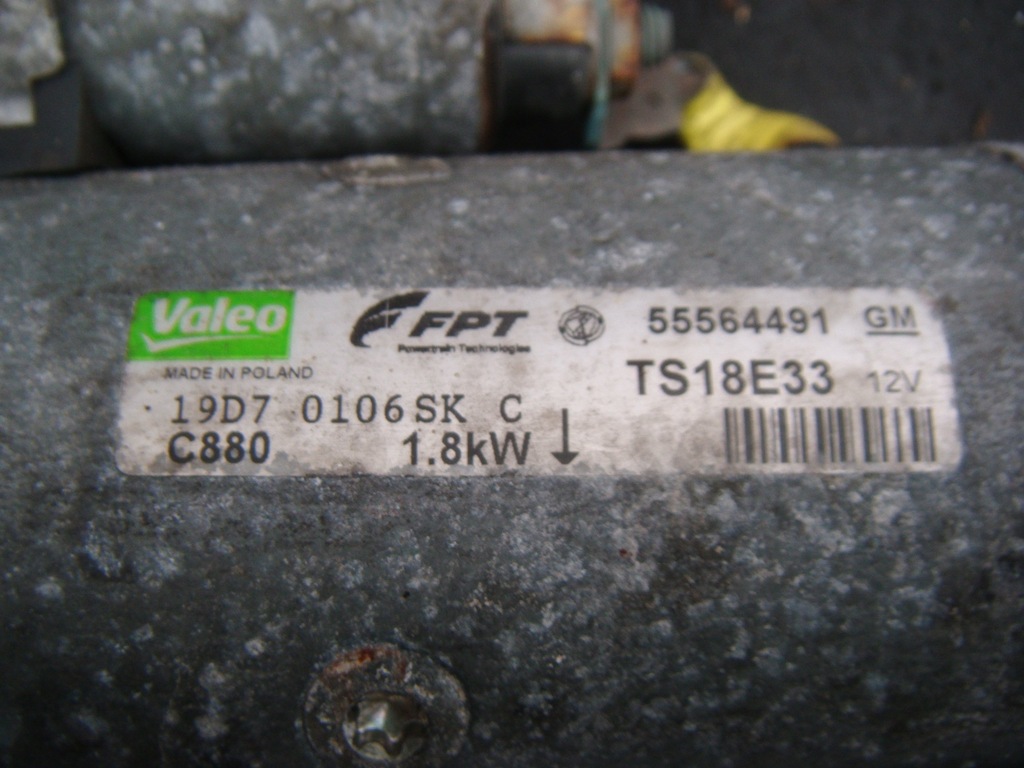 Valeo FPT 55564491 GM
Powertrain Technologies
MADE IN POLAND TS18E33 12V
19D7 0106SK C
C880 1.8kW